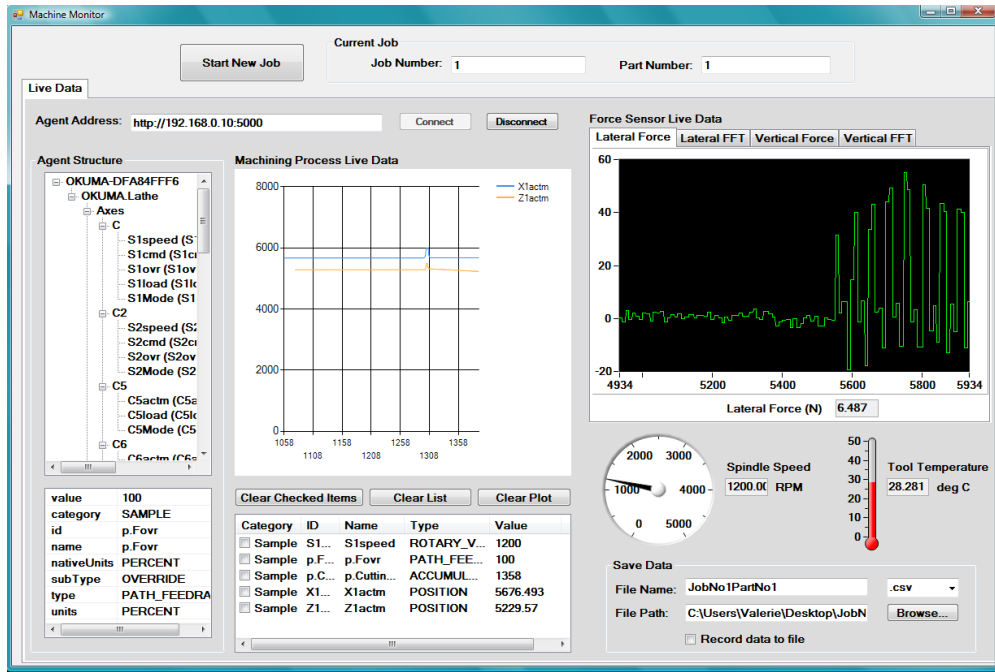 Machine Monitor
Start New Job
Current Job
Job Number: 1
Part Number: 1
Live Data
Agent Address: http://192.168.0.10:5000
Connect
Disconnect
Agent Structure
OKUMA-DFA84FFF6
OKUMA.Lathe
Axes
C
S1speed (S1
S1cmd (S1c
S1ovr (S1ov
S1load (S1l
S1Mode (S1
C2
S2speed (S2
S2cmd (S2c
S2ovr (S2ov
S2Mode (S2
C5
C5actm (C5a
C5load (C5l
C5Mode (C5
C6
C6actm (C6
value 100
category SAMPLE
id p.Fovr
name p.Fovr
nativeUnits PERCENT
subType OVERRIDE
type PATH_FEEDRA
units PERCENT
Machining Process Live Data
X1actm
Z1actm
8000
6000
4000
2000
0
1058 1158 1258 1358
1108 1208 1308
Clear Checked Items
Clear List
Clear Plot
Category ID Name Type Value
Sample S1... S1speed ROTARY_V... 1200
Sample p.F... p.Fovr PATH_FEE... 100
Sample p.C... p.Cuttin... ACCUMUL... 1358
Sample X1... X1actm POSITION 5676.493
Sample Z1... Z1actm POSITION 5229.57
Force Sensor Live Data
Lateral Force
Lateral FFT
Vertical Force
Vertical FFT
60
40
20
0
-20
4934 5200 5400 5600 5800 5934
Lateral Force (N) 6.487
2000 3000
1000 4000
0 5000
Spindle Speed
1200.00 RPM
50
40
30
20
10
0
Tool Temperature
28.281 deg C
Save Data
File Name: JobNo1PartNo1 .csv
File Path: C:\Users\Valerie\Desktop\JobN Browse...
Record data to file